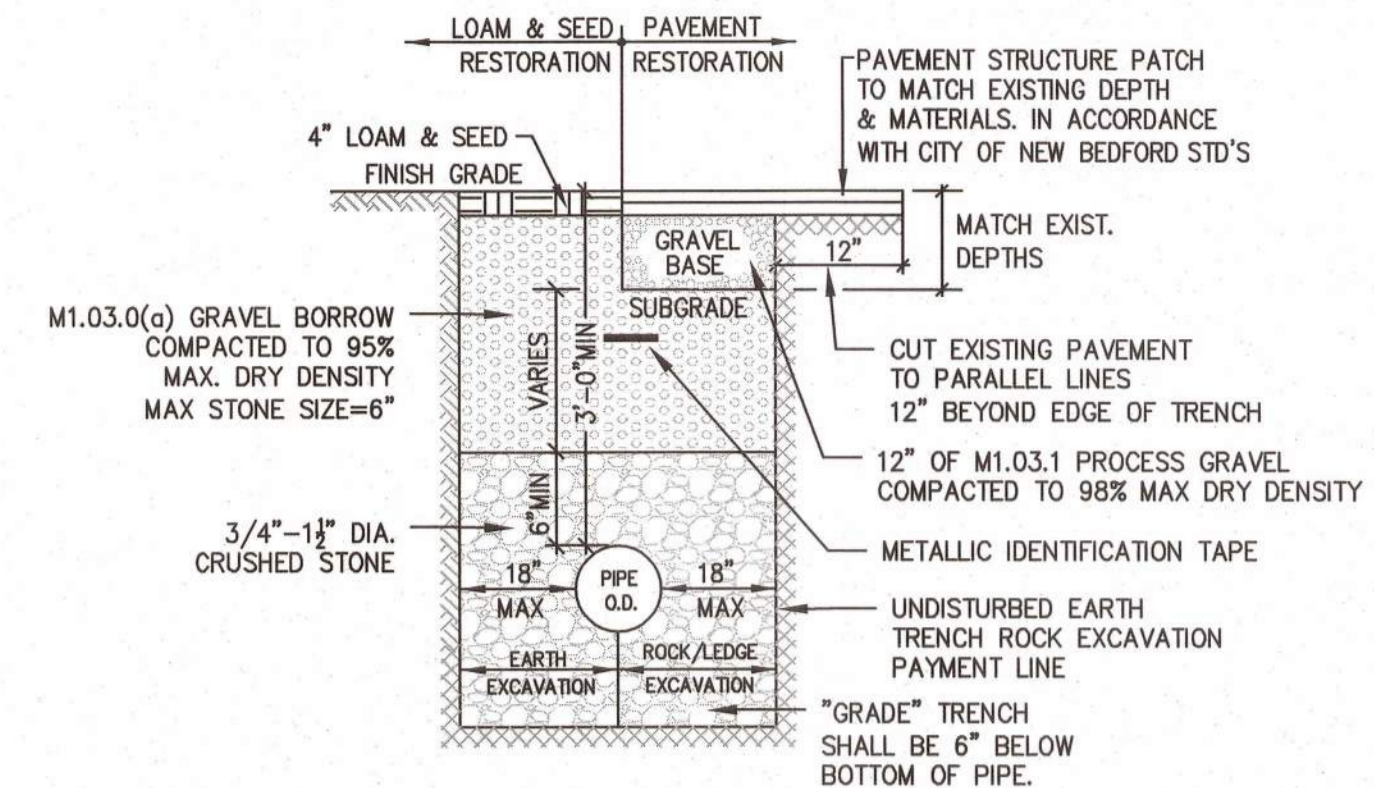 LOAM & SEED
RESTORATION
PAVEMENT
RESTORATION
PAVEMENT STRUCTURE PATCH
TO MATCH EXISTING DEPTH
& MATERIALS. IN ACCORDANCE
WITH CITY OF NEW BEDFORD STD'S
4" LOAM & SEED
FINISH GRADE
MATCH EXIST.
DEPTHS
GRAVEL
BASE
12"
SUBGRADE
M1.03.0(a) GRAVEL BORROW
COMPACTED TO 95%
MAX. DRY DENSITY
MAX STONE SIZE=6"
VARIES
3'-0"MIN
CUT EXISTING PAVEMENT
TO PARALLEL LINES
12" BEYOND EDGE OF TRENCH
12" OF M1.03.1 PROCESS GRAVEL
COMPACTED TO 98% MAX DRY DENSITY
6"MIN
3/4"-1½" DIA.
CRUSHED STONE
METALLIC IDENTIFICATION TAPE
18"
MAX
PIPE
O.D.
18"
MAX
UNDISTURBED EARTH
TRENCH ROCK EXCAVATION
PAYMENT LINE
EARTH
EXCAVATION
ROCK/LEDGE
EXCAVATION
"GRADE" TRENCH
SHALL BE 6" BELOW
BOTTOM OF PIPE.